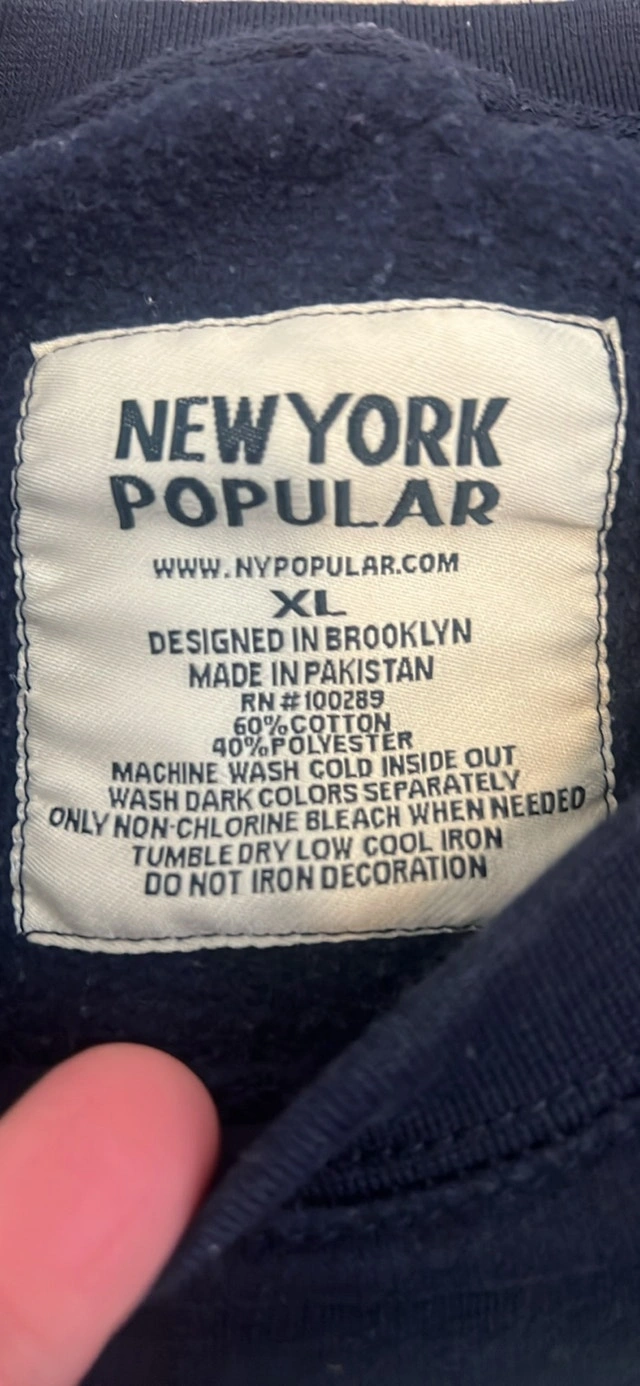 NEW YORK
POPULAR
WWW.NYPOPULAR.COM
XL
DESIGNED IN BROOKLYN
MADE IN PAKISTAN
RN #100289
60%COTTON
40%POLYESTER
MACHINE WASH COLD INSIDE OUT
WASH DARK COLORS SEPARATELY
ONLY NON-CHLORINE BLEACH WHEN NEEDED
TUMBLE DRY LOW COOL IRON
DO NOT IRON DECORATION